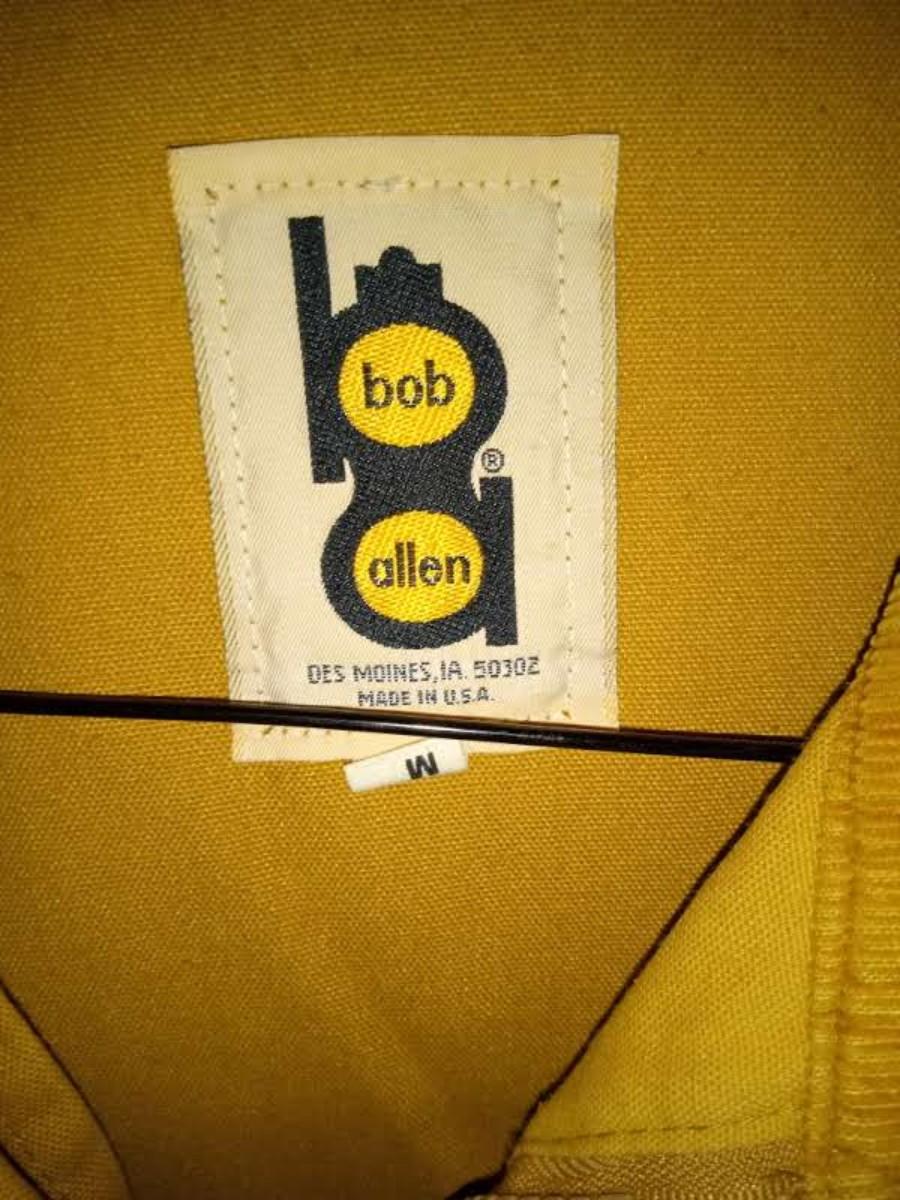 bob
®
allen
DES MOINES, IA. 50302
MADE IN U.S.A.
M